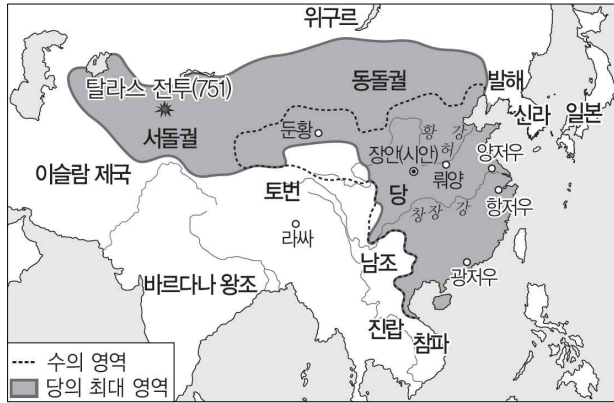 위구르
동돌궐
발해
탈라스 전투(751)
신라
일본
서돌궐
둔황
황
강
허
장안(시안)
뤄양
양저우
이슬람 제국
토번
당
항저우
창장 강
라싸
남조
광저우
바르다나 왕조
진랍
참파
수의 영역
당의 최대 영역